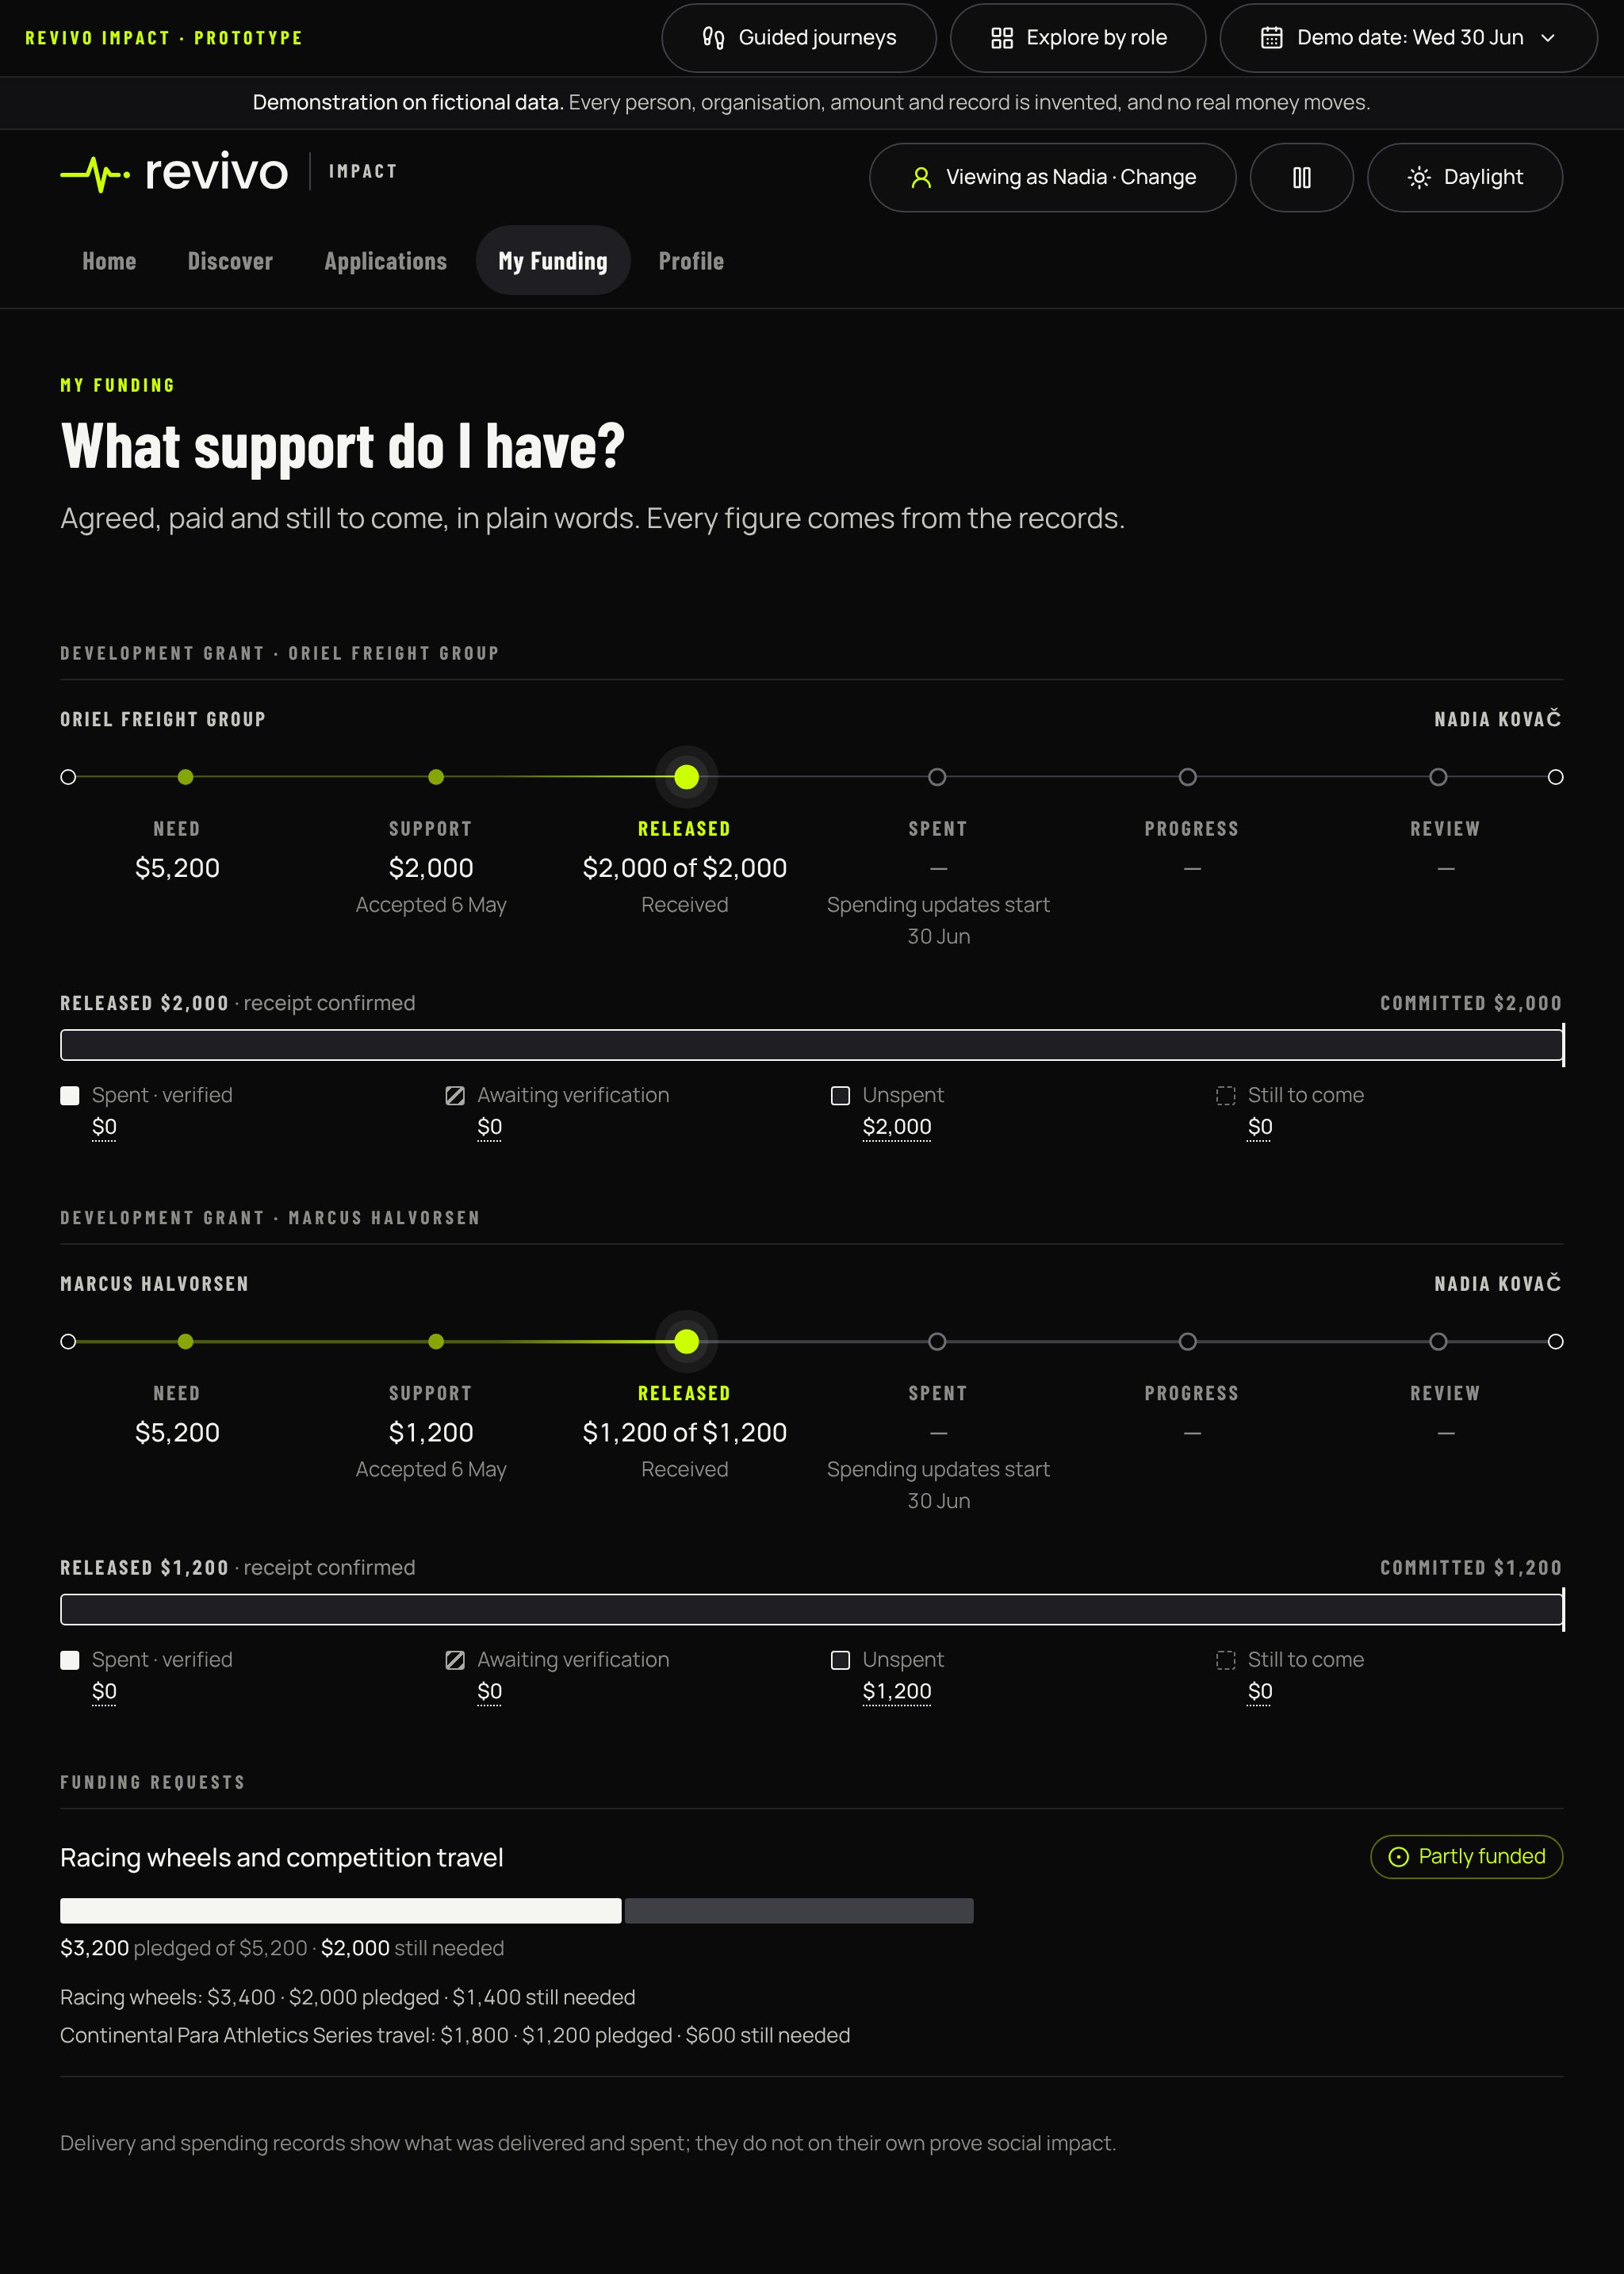 REVIVO IMPACT · PROTOTYPE
Guided journeys
Explore by role
Demo date: Wed 30 Jun
Demonstration on fictional data. Every person, organisation, amount and record is invented, and no real money moves.
revivo
IMPACT
Viewing as Nadia · Change
Daylight
Home
Discover
Applications
My Funding
Profile
MY FUNDING
What support do I have?
Agreed, paid and still to come, in plain words. Every figure comes from the records.
DEVELOPMENT GRANT · ORIEL FREIGHT GROUP
ORIEL FREIGHT GROUP
NADIA KOVAČ
NEED
SUPPORT
RELEASED
SPENT
PROGRESS
REVIEW
$5,200
$2,000
$2,000 of $2,000
—
—
—
Accepted 6 May
Received
Spending updates start
30 Jun
RELEASED $2,000 · receipt confirmed
COMMITTED $2,000
Spent · verified
Awaiting verification
Unspent
Still to come
$0
$0
$2,000
$0
DEVELOPMENT GRANT · MARCUS HALVORSEN
MARCUS HALVORSEN
NADIA KOVAČ
NEED
SUPPORT
RELEASED
SPENT
PROGRESS
REVIEW
$5,200
$1,200
$1,200 of $1,200
—
—
—
Accepted 6 May
Received
Spending updates start
30 Jun
RELEASED $1,200 · receipt confirmed
COMMITTED $1,200
Spent · verified
Awaiting verification
Unspent
Still to come
$0
$0
$1,200
$0
FUNDING REQUESTS
Racing wheels and competition travel
Partly funded
$3,200 pledged of $5,200 · $2,000 still needed
Racing wheels: $3,400 · $2,000 pledged · $1,400 still needed
Continental Para Athletics Series travel: $1,800 · $1,200 pledged · $600 still needed
Delivery and spending records show what was delivered and spent; they do not on their own prove social impact.